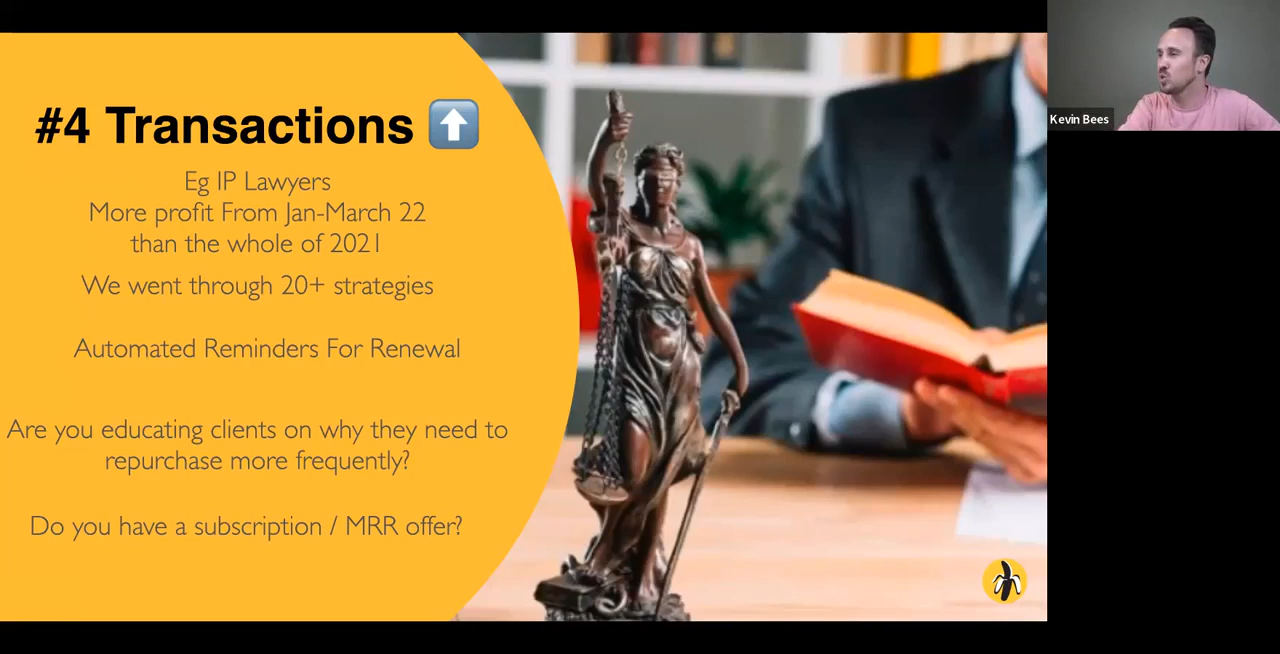 #4 Transactions ⬆️
Eg IP Lawyers
More profit From Jan-March 22
than the whole of 2021
We went through 20+ strategies
Automated Reminders For Renewal
Are you educating clients on why they need to
repurchase more frequently?
Do you have a subscription / MRR offer?
Kevin Bees